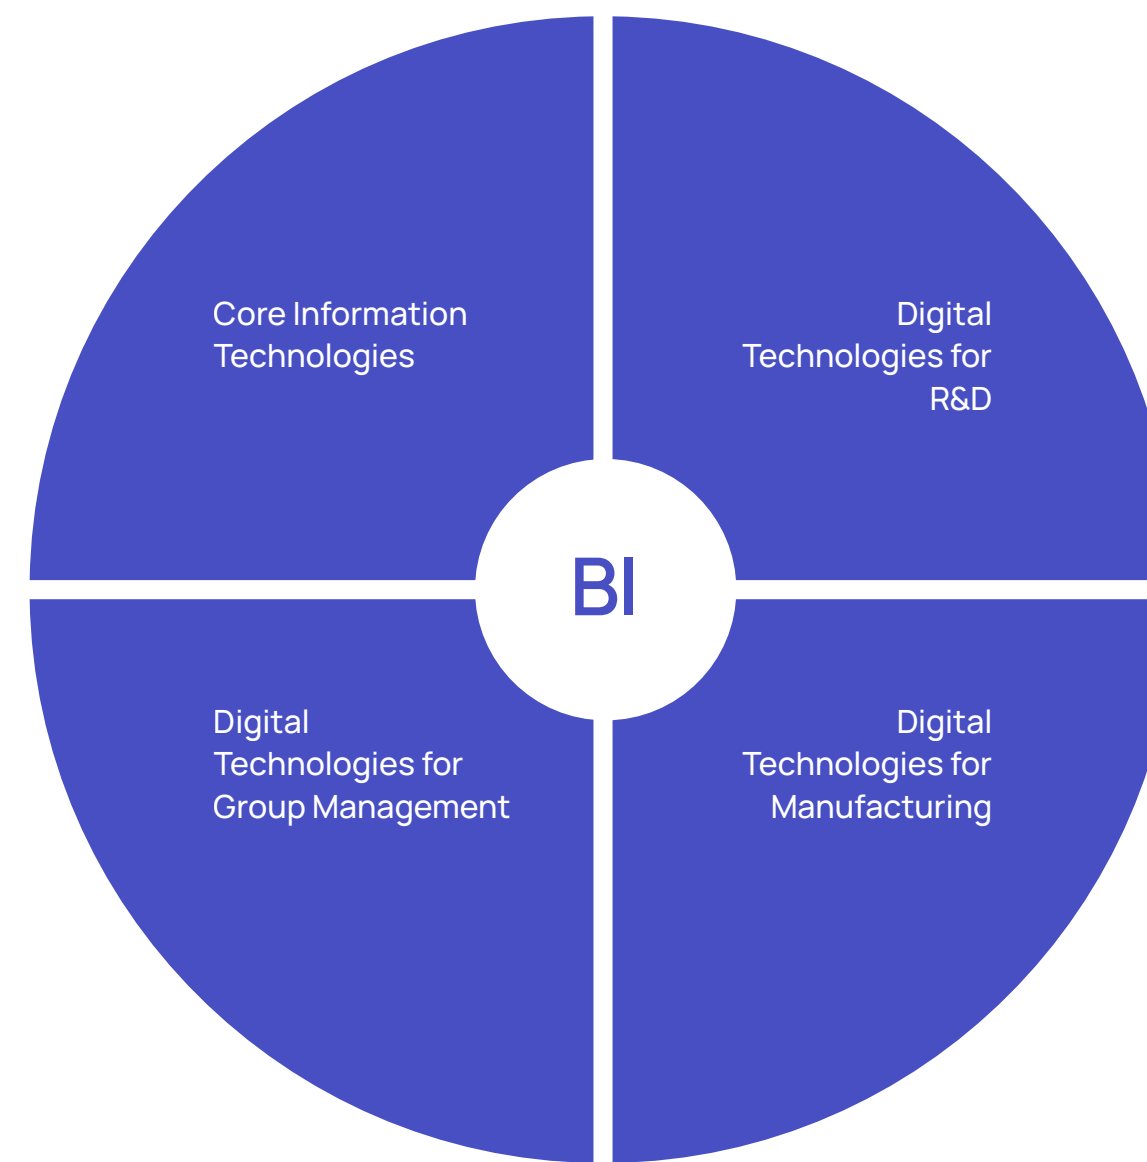 Core Information
Technologies
Digital
Technologies for
R&D
BI
Digital
Technologies for
Group Management
Digital
Technologies for
Manufacturing